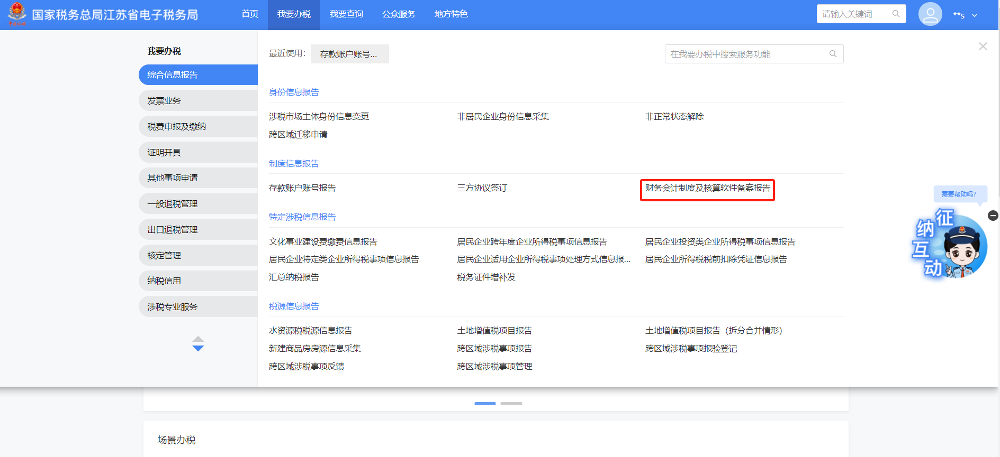 国家税务总局江苏省电子税务局
首页 我要办税 我要查询 公众服务 地方特色
请输入关键词
**s
我要办税
综合信息报告
发票业务
税费申报及缴纳
证明开具
其他事项申请
一般退税管理
出口退税管理
核定管理
纳税信用
涉税专业服务
最近使用: 存款账户账号...
在我要办税中搜索服务功能
身份信息报告
涉税市场主体身份信息变更 非居民企业身份信息采集 非正常状态解除
跨区域迁移申请
制度信息报告
存款账户账号报告 三方协议签订 财务会计制度及核算软件备案报告
特定涉税信息报告
文化事业建设费缴费信息报告 居民企业跨年度企业所得税事项信息报告 居民企业投资类企业所得税事项信息报告
居民企业特定类企业所得税事项信息报告 居民企业适用企业所得税事项处理方式信息报... 居民企业所得税税前扣除凭证信息报告
汇总纳税报告 税务证件增补发
税源信息报告
水资源税税源信息报告 土地增值税项目报告 土地增值税项目报告（拆分合并情形）
新建商品房房源信息采集 跨区域涉税事项报告 跨区域涉税事项报验登记
跨区域涉税事项反馈 跨区域涉税事项管理
需要帮助吗?
征纳互动
场景办税